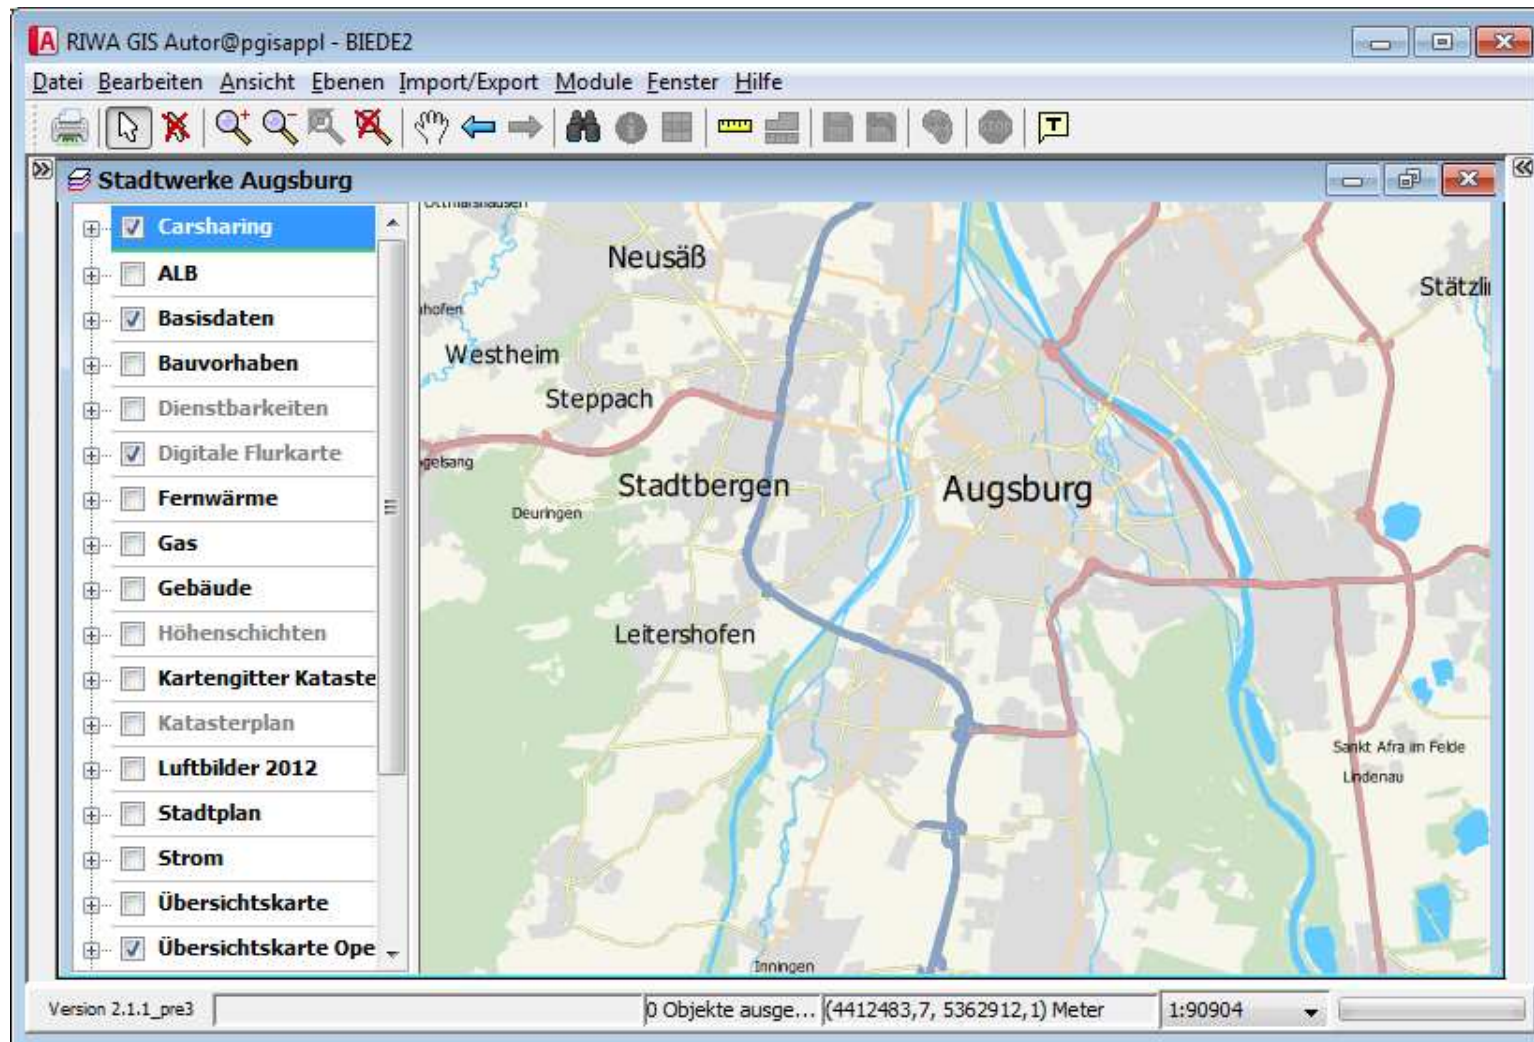 RIWA GIS Autor@pgisappl - BIEDE2
Datei Bearbeiten Ansicht Ebenen Import/Export Module Fenster Hilfe
STOP T
Stadtwerke Augsburg
Carsharing
ALB
Basisdaten
Bauvorhaben
Dienstbarkeiten
Digitale Flurkarte
Fernwärme
Gas
Gebäude
Höhenschichten
Kartengitter Kataste
Katasterplan
Luftbilder 2012
Stadtplan
Strom
Übersichtskarte
Übersichtskarte Ope
Neusäß
Stätzli
hofen
Westheim
Steppach
gelsang
Stadtbergen
Augsburg
Deuringen
Leitershofen
Sankt Afra im Felde
Lindenau
Inningen
Version 2.1.1_pre3
0 Objekte ausge... (4412483,7, 5362912,1) Meter 1:90904